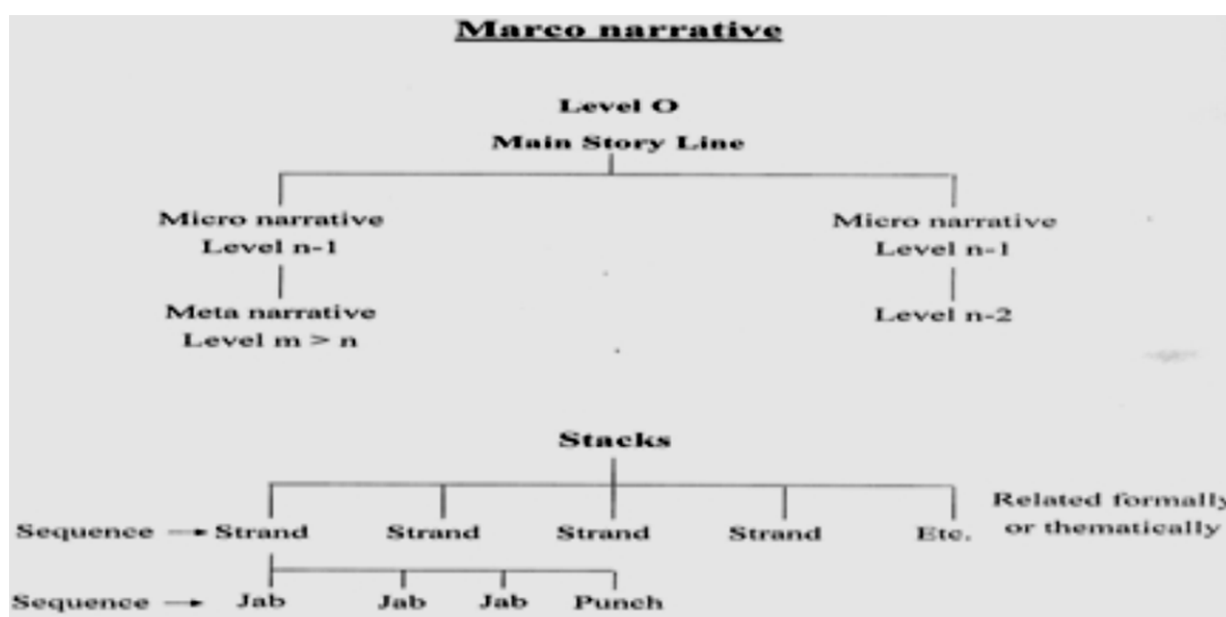 Marco narrative
Level O
Main Story Line
Micro narrative
Level n-1
Micro narrative
Level n-1
Meta narrative
Level m > n
Level n-2
Stacks
Sequence → Strand Strand Strand Strand Etc.
Related formally
or thematically
Sequence → Jab Jab Jab Punch